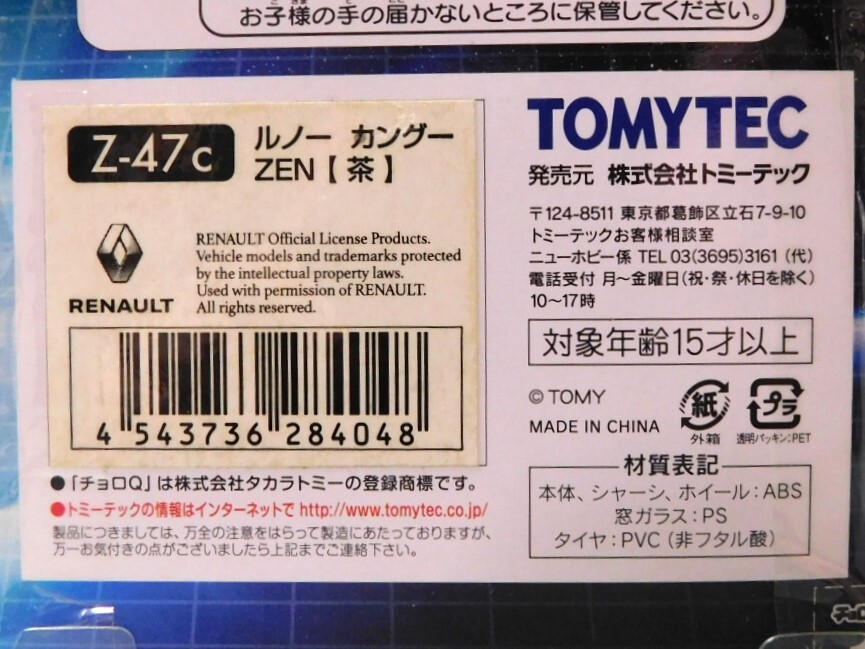 お子様の手の届かないところに保管してください。
Z-47c
ルノー カングー
ZEN【茶】
RENAULT
RENAULT Official License Products.
Vehicle models and trademarks protected
by the intellectual property laws.
Used with permission of RENAULT.
All rights reserved.
4 543736 284048
●「チョロQ」は株式会社タカラトミーの登録商標です。
●トミーテックの情報はインターネットで http://www.tomytec.co.jp/
製品につきましては、万全の注意をはらって製造にあたっておりますが、
万一お気付きの点がございましたら上記までご連絡下さい。
TOMYTEC
発売元 株式会社トミーテック
〒124-8511 東京都葛飾区立石7-9-10
トミーテックお客様相談室
ニューホビー係 TEL 03(3695)3161（代）
電話受付 月～金曜日(祝・祭・休日を除く)
10～17時
対象年齢15才以上
© TOMY
MADE IN CHINA
紙
外箱
プラ
透明パッキン:PET
材質表記
本体、シャーシ、ホイール：ABS
窓ガラス：PS
タイヤ：PVC（非フタル酸）